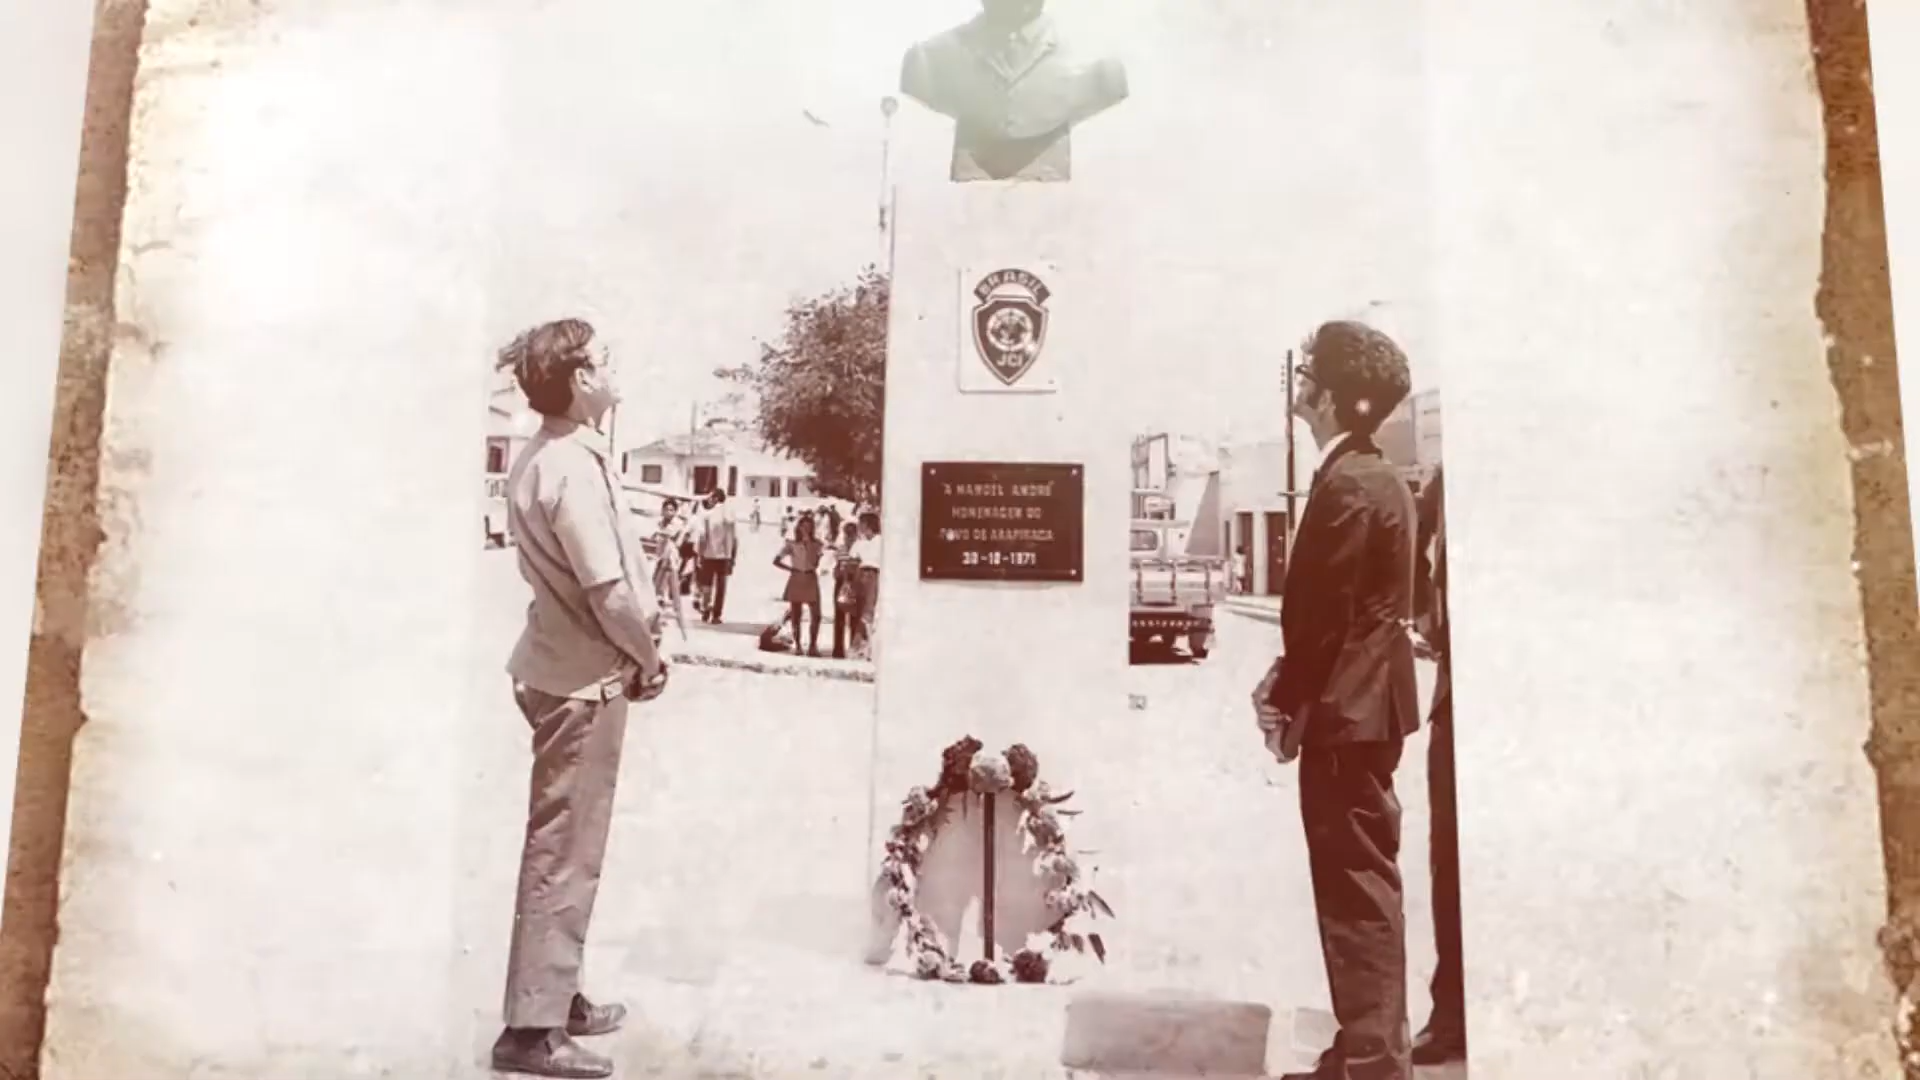 BRASIL
JCI
A MANOEL ANDRÉ
HOMENAGEM DO
POVO DE ARAPIRACA
30-10-1971